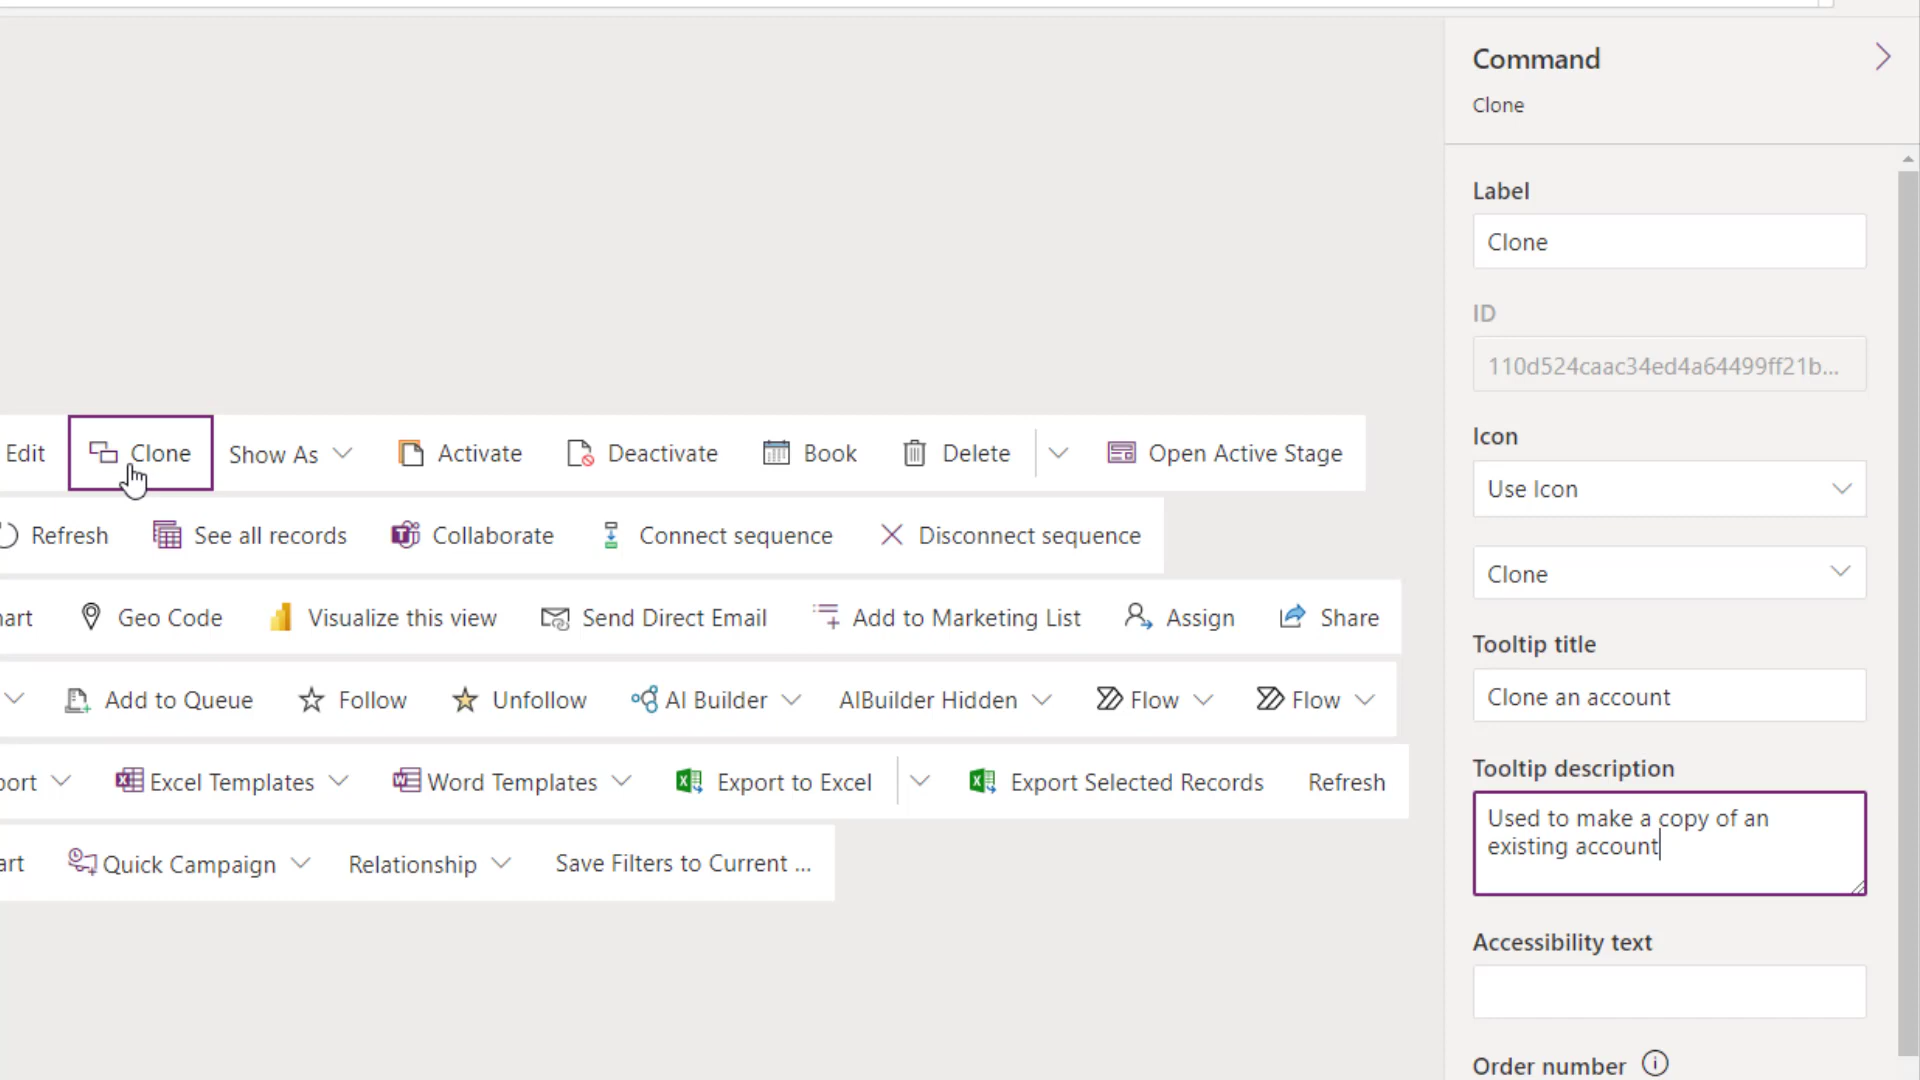 Command
Clone
Label
Clone
ID
110d524caac34ed4a64499ff21b...
Icon
Use Icon
Clone
Tooltip title
Clone an account
Tooltip description
Used to make a copy of an
existing account
Accessibility text
Order number
Edit Clone Show As Activate Deactivate Book Delete Open Active Stage
Refresh See all records Collaborate Connect sequence Disconnect sequence
art Geo Code Visualize this view Send Direct Email Add to Marketing List Assign Share
Add to Queue Follow Unfollow AI Builder AIBuilder Hidden Flow Flow
port Excel Templates Word Templates Export to Excel Export Selected Records Refresh
art Quick Campaign Relationship Save Filters to Current ...